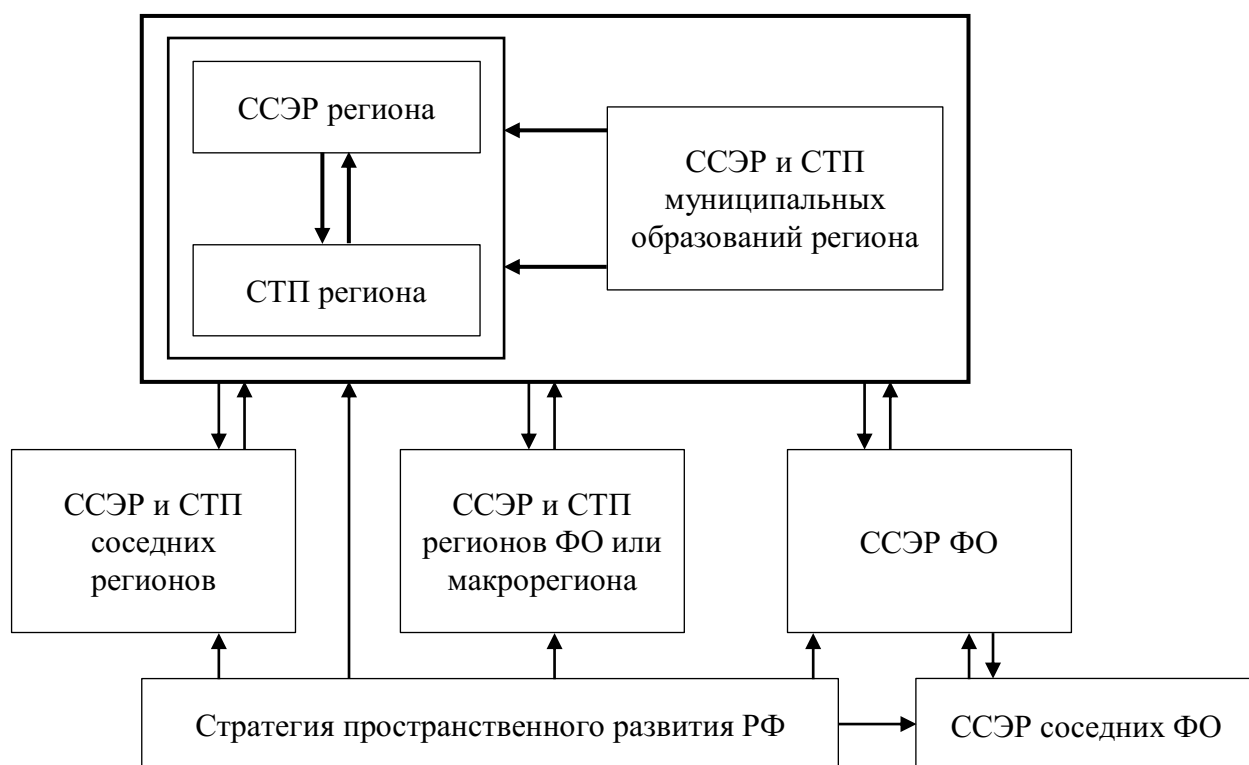 ССЭР региона
СТП региона
ССЭР и СТП
муниципальных
образований региона
ССЭР и СТП
соседних
регионов
ССЭР и СТП
регионов ФО или
макрорегиона
ССЭР ФО
Стратегия пространственного развития РФ
ССЭР соседних ФО